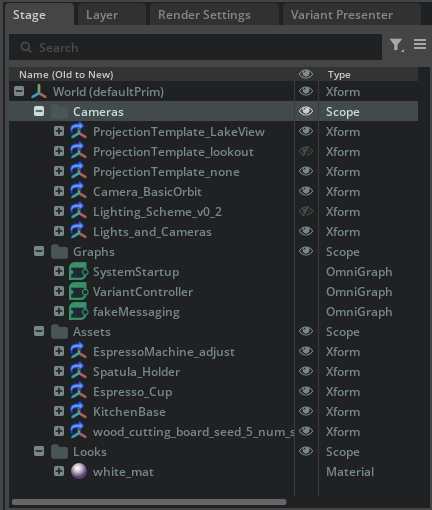 Stage Layer Render Settings Variant Presenter
Search
Name (Old to New) Type
World (defaultPrim) Xform
Cameras Scope
ProjectionTemplate_LakeView Xform
ProjectionTemplate_lookout Xform
ProjectionTemplate_none Xform
Camera_BasicOrbit Xform
Lighting_Scheme_v0_2 Xform
Lights_and_Cameras Xform
Graphs Scope
SystemStartup OmniGraph
VariantController OmniGraph
fakeMessaging OmniGraph
Assets Scope
EspressoMachine_adjust Xform
Spatula_Holder Xform
Espresso_Cup Xform
KitchenBase Xform
wood_cutting_board_seed_5_num_s Xform
Looks Scope
white_mat Material